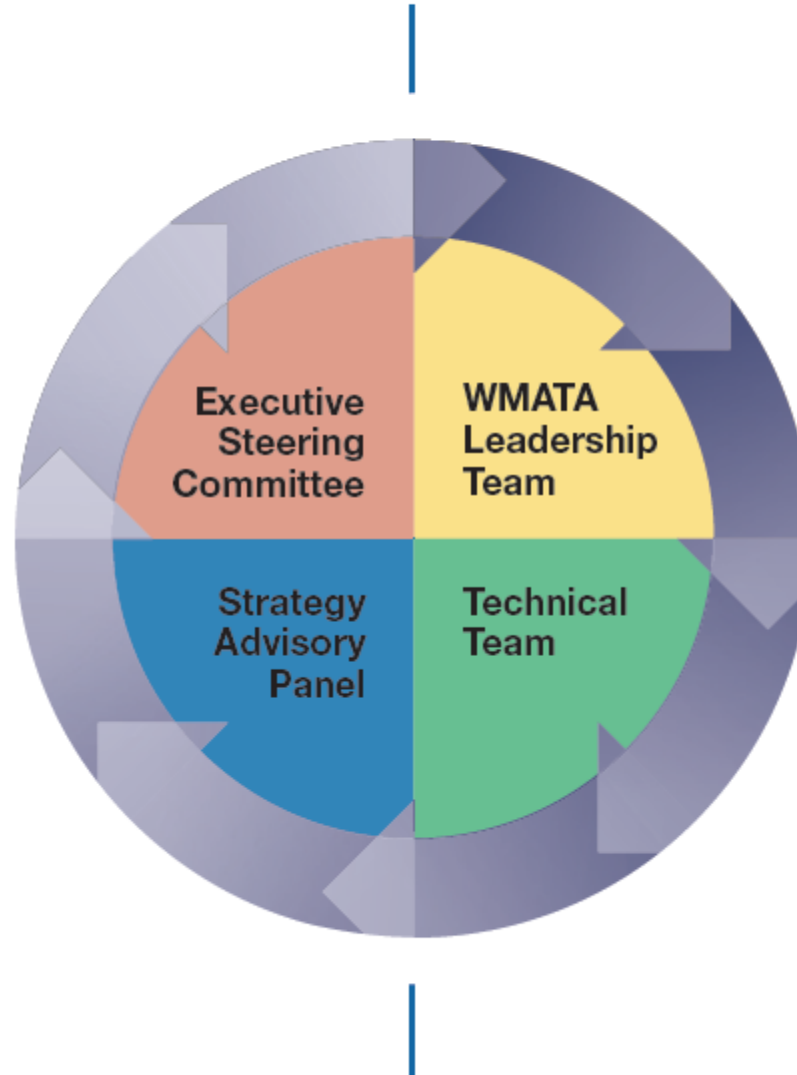 Executive
Steering
Committee
WMATA
Leadership
Team
Strategy
Advisory
Panel
Technical
Team